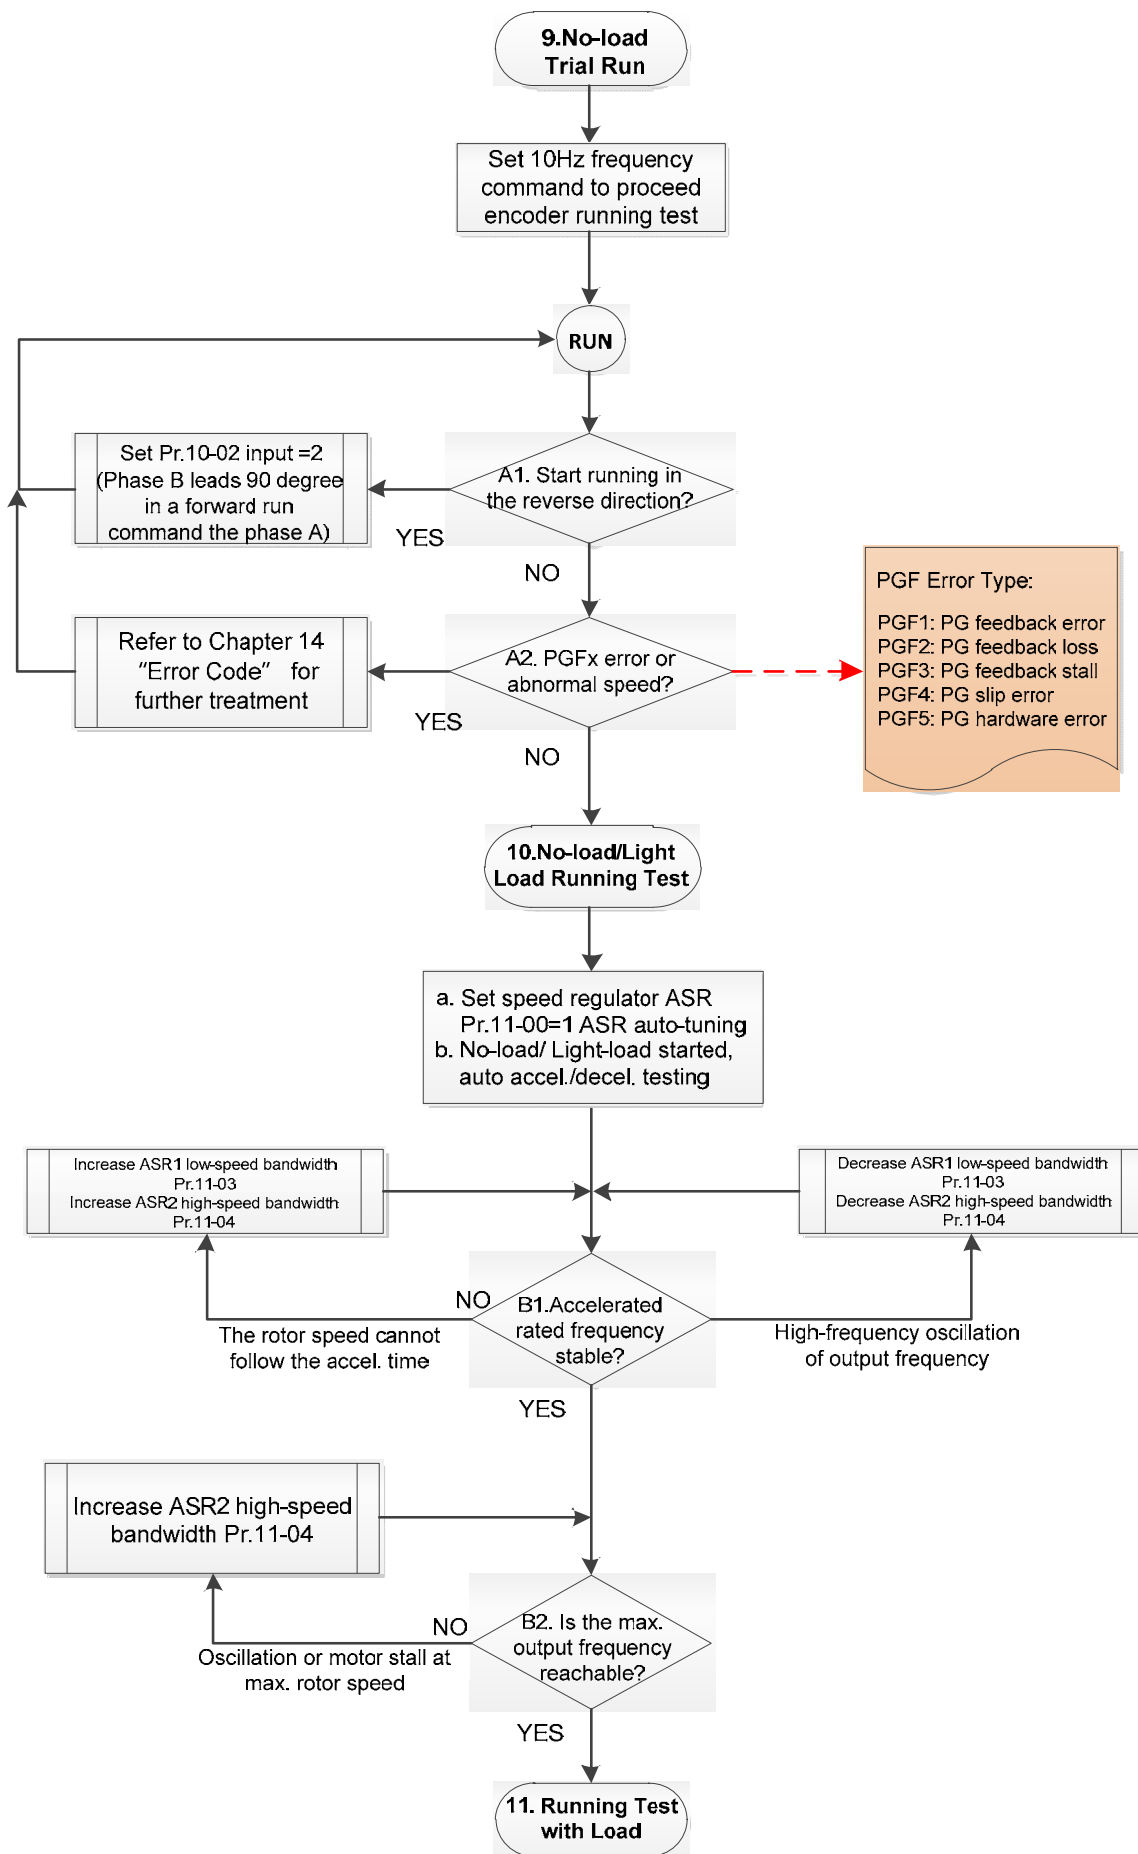 9.No-load
Trial Run
Set 10Hz frequency
command to proceed
encoder running test
RUN
A1. Start running in
the reverse direction?
YES
NO
Set Pr.10-02 input =2
(Phase B leads 90 degree
in a forward run
command the phase A)
A2. PGFx error or
abnormal speed?
YES
NO
Refer to Chapter 14
"Error Code" for
further treatment
PGF Error Type:
PGF1: PG feedback error
PGF2: PG feedback loss
PGF3: PG feedback stall
PGF4: PG slip error
PGF5: PG hardware error
10.No-load/Light
Load Running Test
a. Set speed regulator ASR
Pr.11-00=1 ASR auto-tuning
b. No-load/ Light-load started,
auto accel./decel. testing
Increase ASR1 low-speed bandwidth
Pr.11-03
Increase ASR2 high-speed bandwidth
Pr.11-04
Decrease ASR1 low-speed bandwidth
Pr.11-03
Decrease ASR2 high-speed bandwidth
Pr.11-04
B1.Accelerated
rated frequency
stable?
NO
The rotor speed cannot
follow the accel. time
High-frequency oscillation
of output frequency
YES
Increase ASR2 high-speed
bandwidth Pr.11-04
B2. Is the max.
output frequency
reachable?
NO
Oscillation or motor stall at
max. rotor speed
YES
11. Running Test
with Load